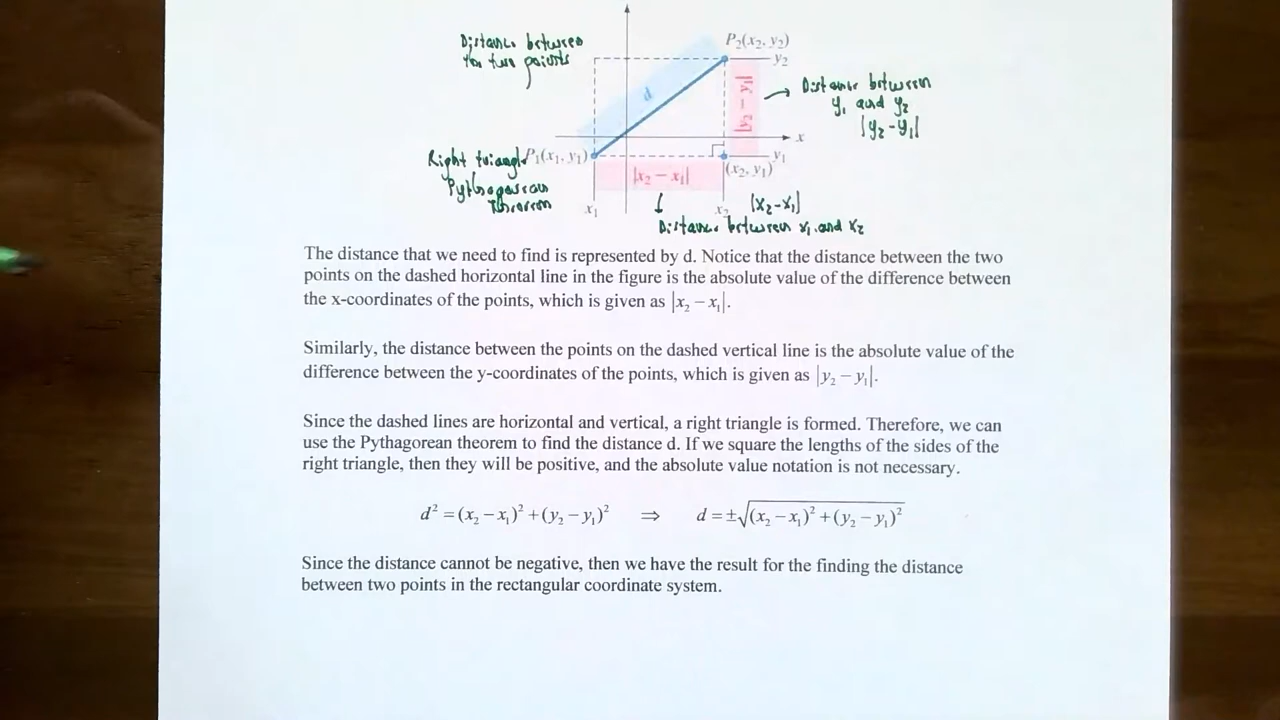 Distance between
the two points
P₂(x₂, y₂)
y₂
d
|y₂ − y₁|
Distance between
y₁ and y₂
|y₂-y₁|
x
Right triangle
Pythagorean
Theorem
P₁(x₁, y₁)
y₁
(x₂, y₁)
|x₂ − x₁|
x₁
x₂
|x₂-x₁|
Distance between x₁ and x₂
The distance that we need to find is represented by d. Notice that the distance between the two
points on the dashed horizontal line in the figure is the absolute value of the difference between
the x-coordinates of the points, which is given as |x₂ − x₁|.
Similarly, the distance between the points on the dashed vertical line is the absolute value of the
difference between the y-coordinates of the points, which is given as |y₂ − y₁|.
Since the dashed lines are horizontal and vertical, a right triangle is formed. Therefore, we can
use the Pythagorean theorem to find the distance d. If we square the lengths of the sides of the
right triangle, then they will be positive, and the absolute value notation is not necessary.
d² = (x₂ − x₁)² + (y₂ − y₁)² ⇒ d = ±√(x₂ − x₁)² + (y₂ − y₁)²
Since the distance cannot be negative, then we have the result for the finding the distance
between two points in the rectangular coordinate system.